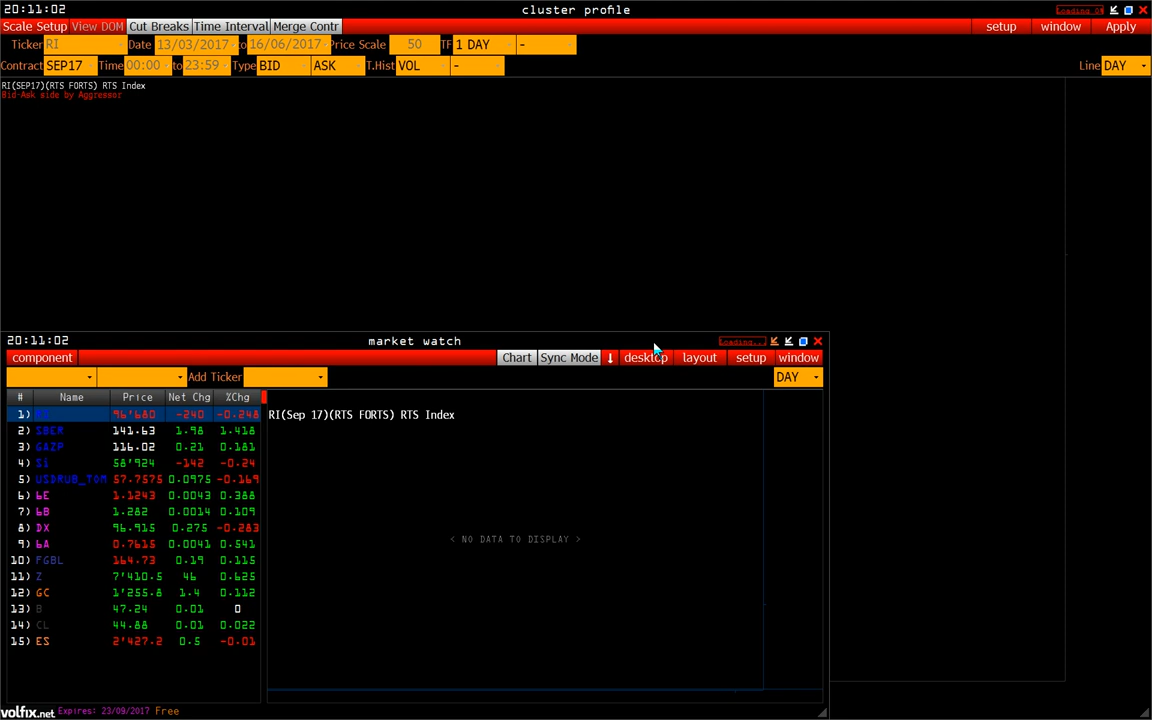 20:11:02 cluster profile Loading 0%
Scale Setup View DOM Cut Breaks Time Interval Merge Contr setup window Apply
Ticker RI Date 13/03/2017 to 16/06/2017 Price Scale 50 TF 1 DAY -
Contract SEP17 Time 00:00 to 23:59 Type BID ASK T.Hist VOL - Line DAY
RI(SEP17)(RTS FORTS) RTS Index
Bid-Ask side by Aggressor
20:11:02 market watch Loading...
component Chart Sync Mode ↓ desktop layout setup window
Add Ticker DAY
# Name Price Net Chg %Chg
1) RI 96'680 -240 -0.248
2) SBER 141.63 1.98 1.418
3) GAZP 116.02 0.21 0.181
4) Si 58'924 -142 -0.24
5) USDRUB_TOM 57.7575 0.0975 -0.169
6) 6E 1.1243 0.0043 0.388
7) 6B 1.282 0.0014 0.109
8) DX 96.915 0.275 -0.283
9) 6A 0.7615 0.0041 0.541
10) FGBL 164.73 0.19 0.115
11) Z 7'410.5 46 0.625
12) GC 1'255.8 1.4 0.112
13) B 47.24 0.01 0
14) CL 44.88 0.01 0.022
15) ES 2'427.2 0.5 -0.01
RI(Sep 17)(RTS FORTS) RTS Index
< NO DATA TO DISPLAY >
volfix.net Expires: 23/09/2017 Free